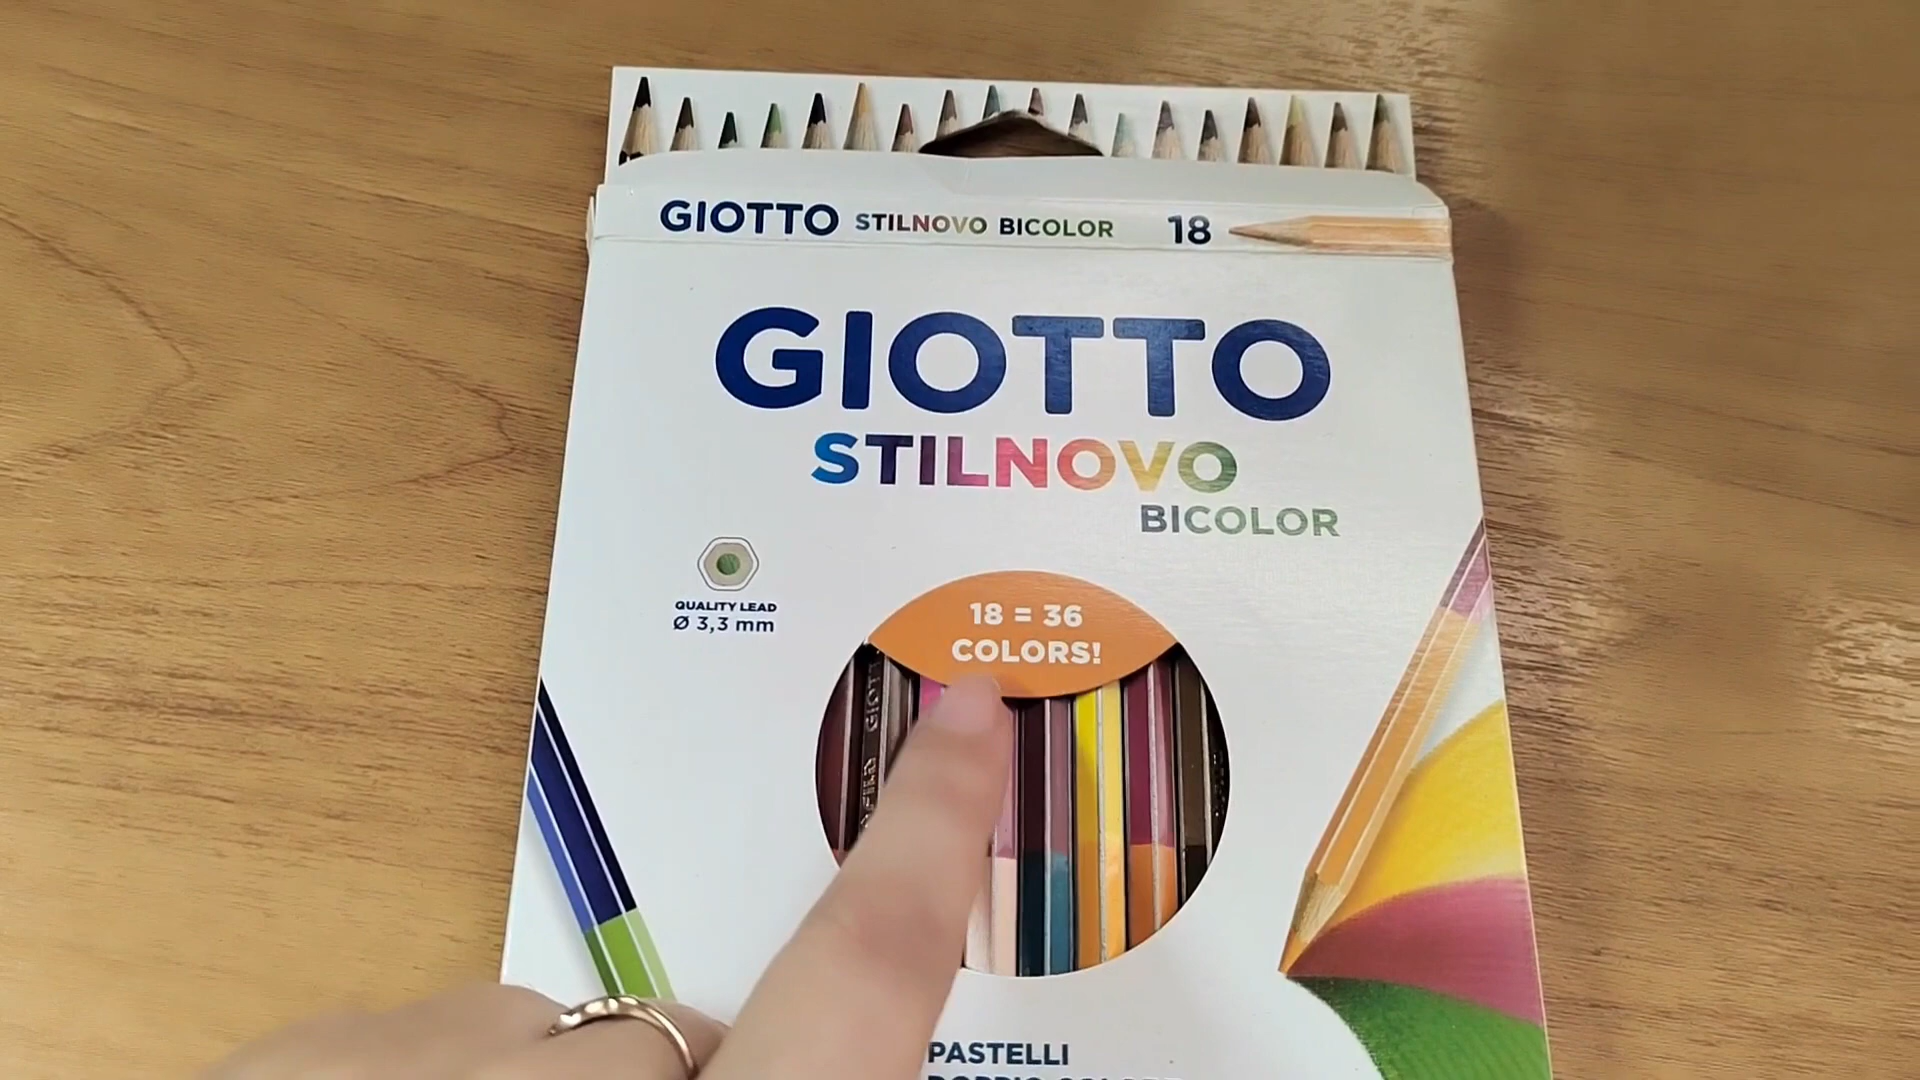 GIOTTO STILNOVO BICOLOR 18
GIOTTO
STILNOVO
BICOLOR
QUALITY LEAD
Ø 3,3 mm
18 = 36
COLORS!
PASTELLI